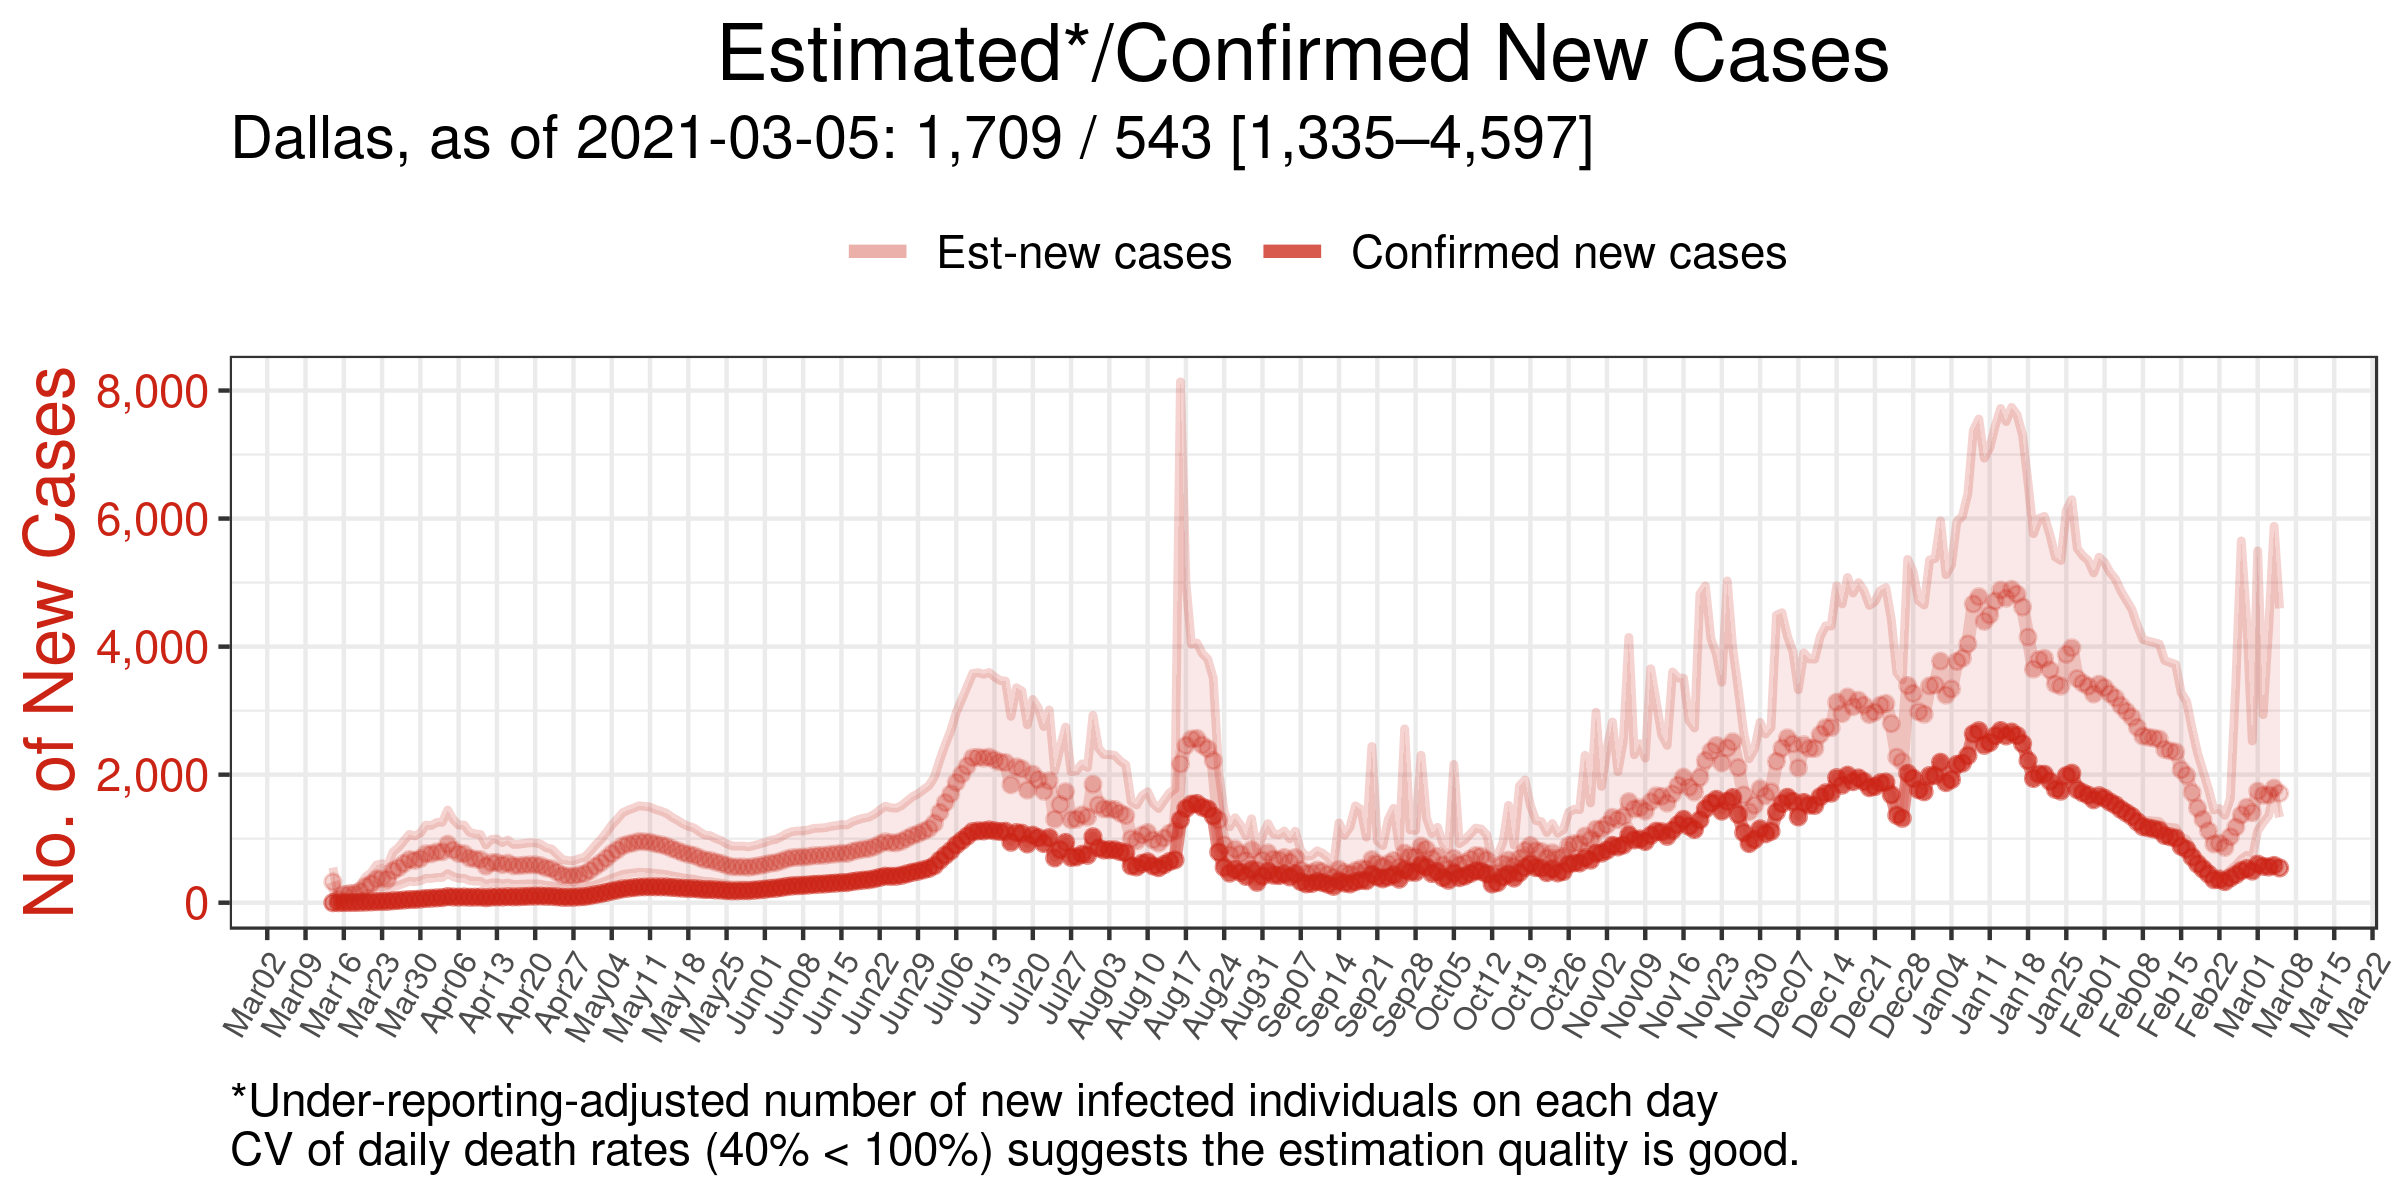 Estimated*/Confirmed New Cases
Dallas, as of 2021-03-05: 1,709 / 543 [1,335–4,597]
Est-new cases Confirmed new cases
No. of New Cases
8,000
6,000
4,000
2,000
0
Mar02 Mar09 Mar16 Mar23 Mar30 Apr06 Apr13 Apr20 Apr27 May04 May11 May18 May25 Jun01 Jun08 Jun15 Jun22 Jun29 Jul06 Jul13 Jul20 Jul27 Aug03 Aug10 Aug17 Aug24 Aug31 Sep07 Sep14 Sep21 Sep28 Oct05 Oct12 Oct19 Oct26 Nov02 Nov09 Nov16 Nov23 Nov30 Dec07 Dec14 Dec21 Dec28 Jan04 Jan11 Jan18 Jan25 Feb01 Feb08 Feb15 Feb22 Mar01 Mar08 Mar15 Mar22
*Under-reporting-adjusted number of new infected individuals on each day
CV of daily death rates (40% < 100%) suggests the estimation quality is good.